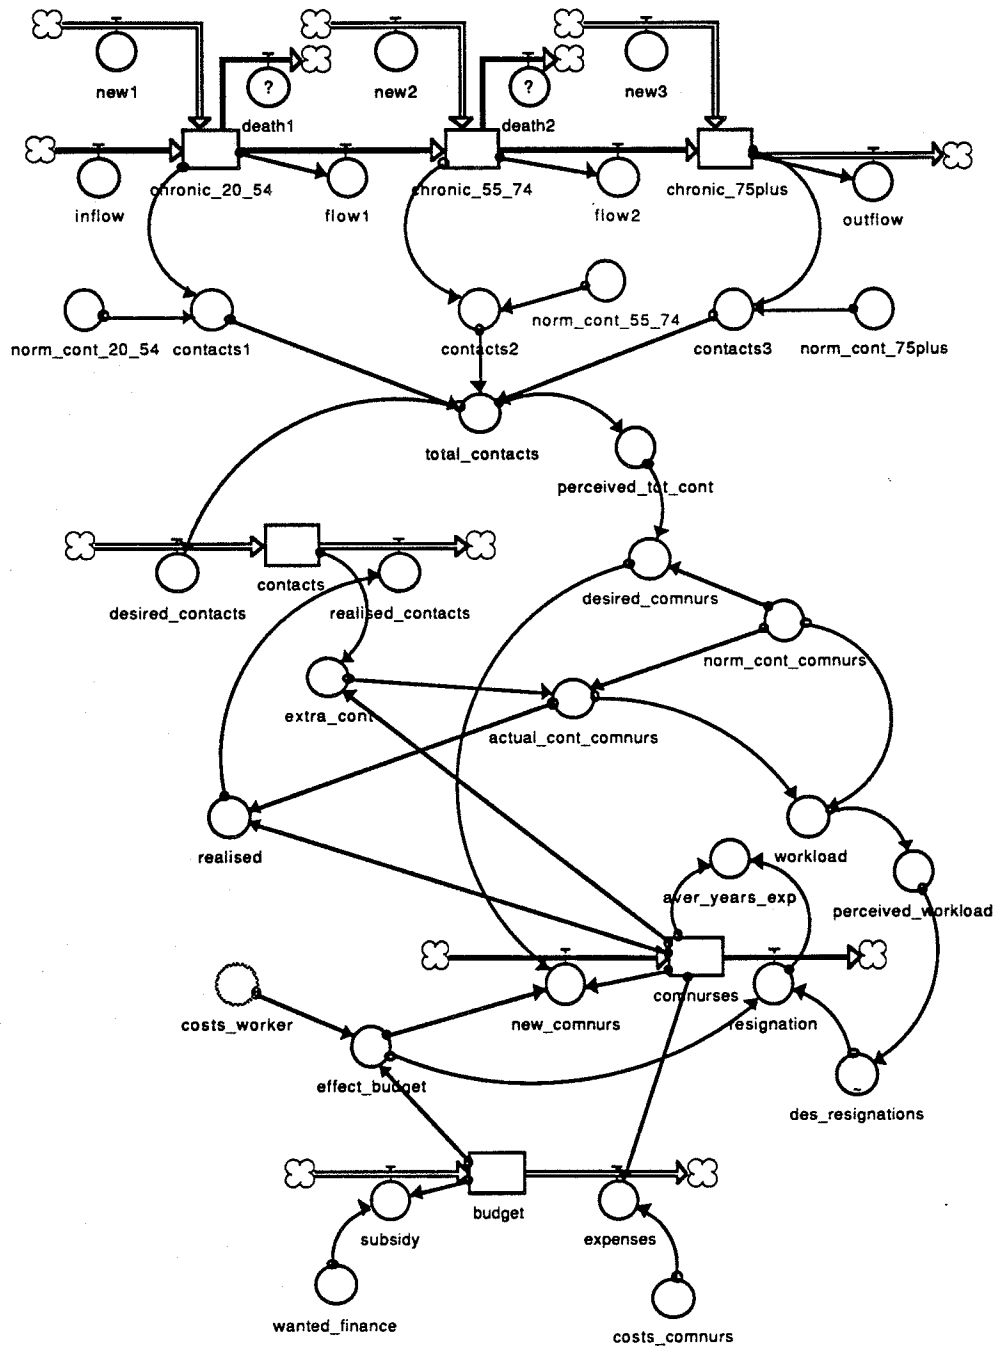 new1
?
death1
new2
?
death2
new3
inflow
chronic_20_54
flow1
chronic_55_74
flow2
chronic_75plus
outflow
norm_cont_20_54
contacts1
contacts2
norm_cont_55_74
contacts3
norm_cont_75plus
total_contacts
perceived_tot_cont
desired_contacts
contacts
realised_contacts
desired_comnurs
norm_cont_comnurs
extra_cont
actual_cont_comnurs
realised
workload
aver_years_exp
perceived_workload
costs_worker
new_comnurs
comnurses
resignation
effect_budget
~
des_resignations
budget
subsidy
expenses
wanted_finance
costs_comnurs